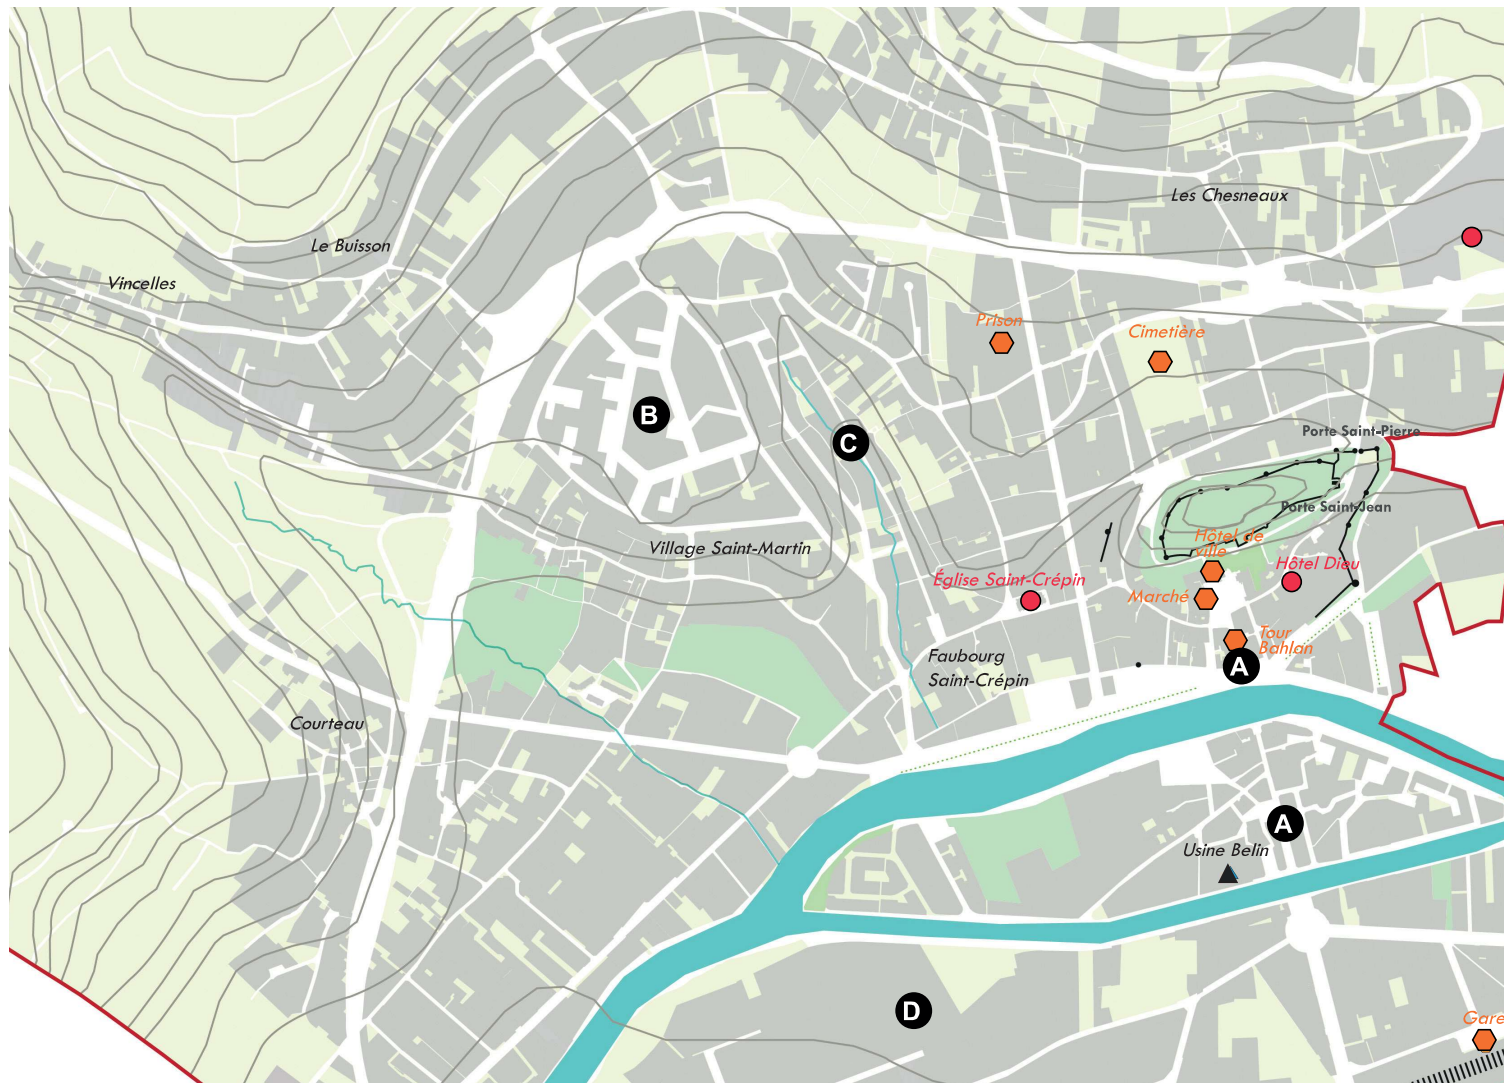 Les Chesneaux
Le Buisson
Vincelles
Prison
Cimetière
B
Porte Saint-Pierre
C
Porte Saint-Jean
Hôtel de
ville
Village Saint-Martin
Hôtel Dieu
Église Saint-Crépin
Marché
Tour
Bahlan
Faubourg
Saint-Crépin
A
Courteau
A
Usine Belin
D
Gare